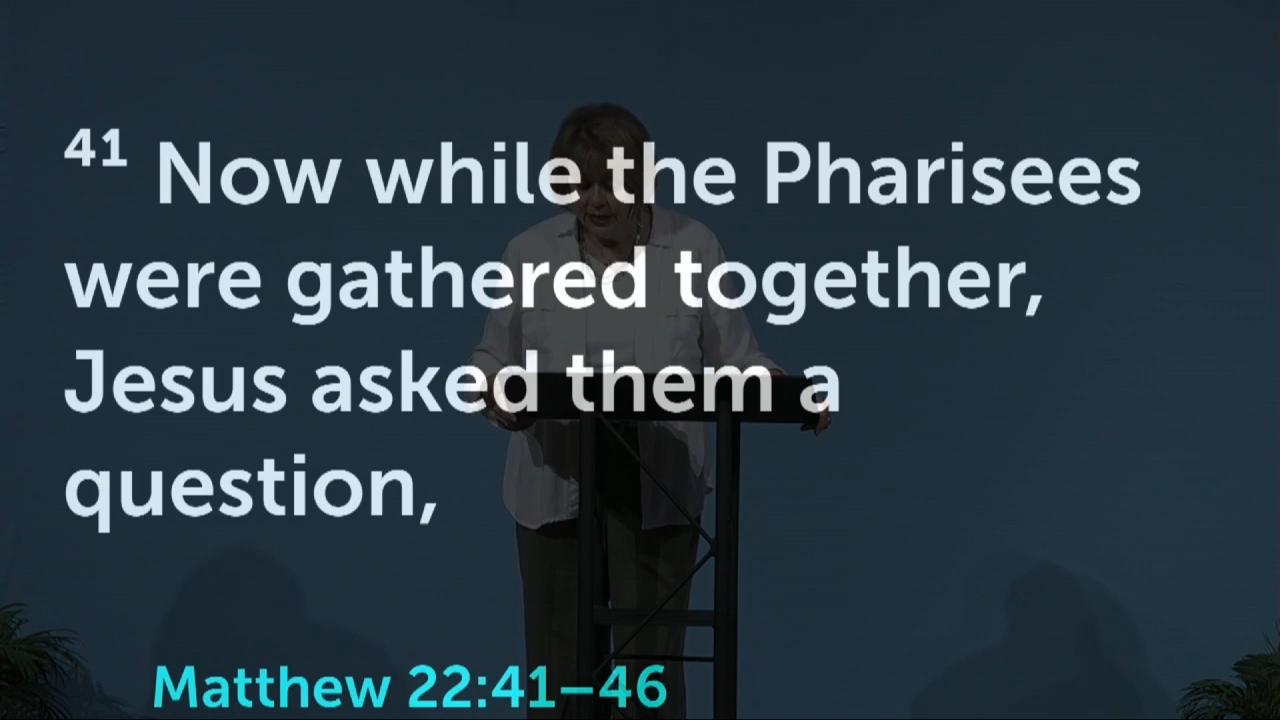 41 Now while the Pharisees
were gathered together,
Jesus asked them a
question,
Matthew 22:41–46